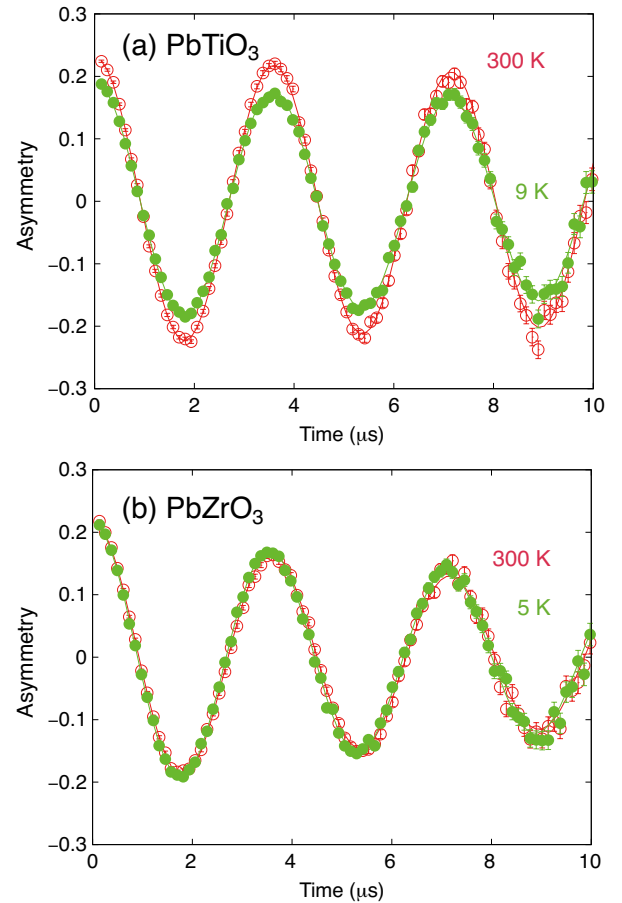 0.3
(a) PbTiO3
300 K
0.2
0.1
0
9 K
−0.1
−0.2
−0.3
Asymmetry
0 2 4 6 8 10
Time (μs)
0.3
(b) PbZrO3
0.2
300 K
0.1
5 K
0
−0.1
−0.2
−0.3
Asymmetry
0 2 4 6 8 10
Time (μs)